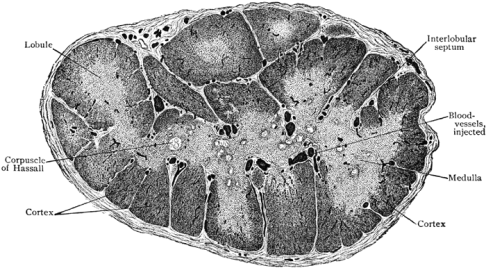 Lobule
Interlobular
septum
Blood-
vessels,
injected
Corpuscle
of Hassall
Medulla
Cortex
Cortex